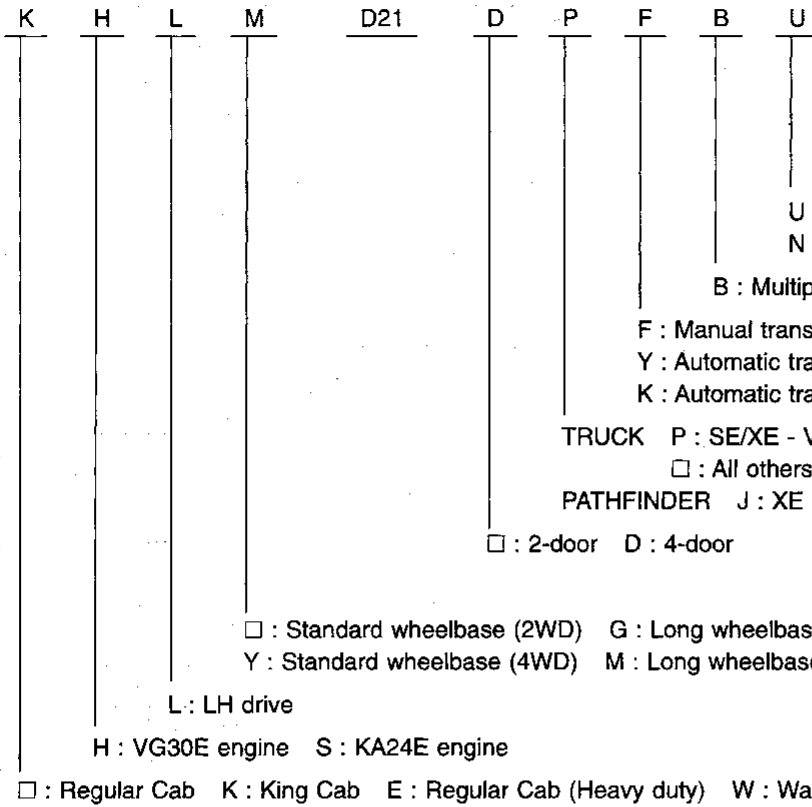 K H L M D21 D P F B U
U
N
B : Multip
F : Manual trans
Y : Automatic tra
K : Automatic tra
TRUCK P : SE/XE - V
□ : All others
PATHFINDER J : XE
□ : 2-door D : 4-door
□ : Standard wheelbase (2WD) G : Long wheelbas
Y : Standard wheelbase (4WD) M : Long wheelbase
L : LH drive
H : VG30E engine S : KA24E engine
□ : Regular Cab K : King Cab E : Regular Cab (Heavy duty) W : Wa